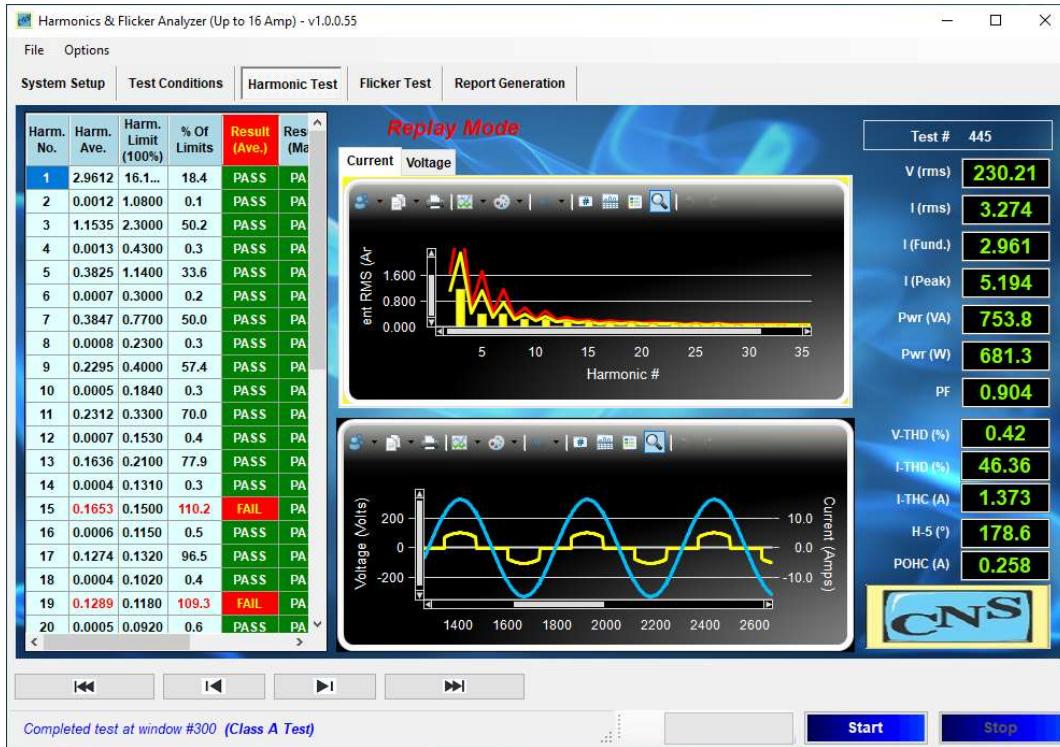 Harmonics & Flicker Analyzer (Up to 16 Amp) - v1.0.0.55
File Options
System Setup Test Conditions Harmonic Test Flicker Test Report Generation
Harm. No. Harm. Ave. Harm. Limit (100%) % Of Limits Result (Ave.) Res (Ma
1 2.9612 16.1... 18.4 PASS PA
2 0.0012 1.0800 0.1 PASS PA
3 1.1535 2.3000 50.2 PASS PA
4 0.0013 0.4300 0.3 PASS PA
5 0.3825 1.1400 33.6 PASS PA
6 0.0007 0.3000 0.2 PASS PA
7 0.3847 0.7700 50.0 PASS PA
8 0.0008 0.2300 0.3 PASS PA
9 0.2295 0.4000 57.4 PASS PA
10 0.0005 0.1840 0.3 PASS PA
11 0.2312 0.3300 70.0 PASS PA
12 0.0007 0.1530 0.4 PASS PA
13 0.1636 0.2100 77.9 PASS PA
14 0.0004 0.1310 0.3 PASS PA
15 0.1653 0.1500 110.2 FAIL PA
16 0.0006 0.1150 0.5 PASS PA
17 0.1274 0.1320 96.5 PASS PA
18 0.0004 0.1020 0.4 PASS PA
19 0.1289 0.1180 109.3 FAIL PA
20 0.0005 0.0920 0.6 PASS PA
Replay Mode
Current Voltage
ent RMS (Ar
1.600
0.800
0.000
5 10 15 20 25 30 35
Harmonic #
Voltage (Volts)
200
0
-200
10.0
0.0
-10.0
Current (Amps)
1400 1600 1800 2000 2200 2400 2600
Test # 445
V (rms) 230.21
I (rms) 3.274
I (Fund.) 2.961
I (Peak) 5.194
Pwr (VA) 753.8
Pwr (W) 681.3
PF 0.904
V-THD (%) 0.42
I-THD (%) 46.36
I-THC (A) 1.373
H-5 (°) 178.6
POHC (A) 0.258
CNS
Completed test at window #300 (Class A Test)
Start Stop